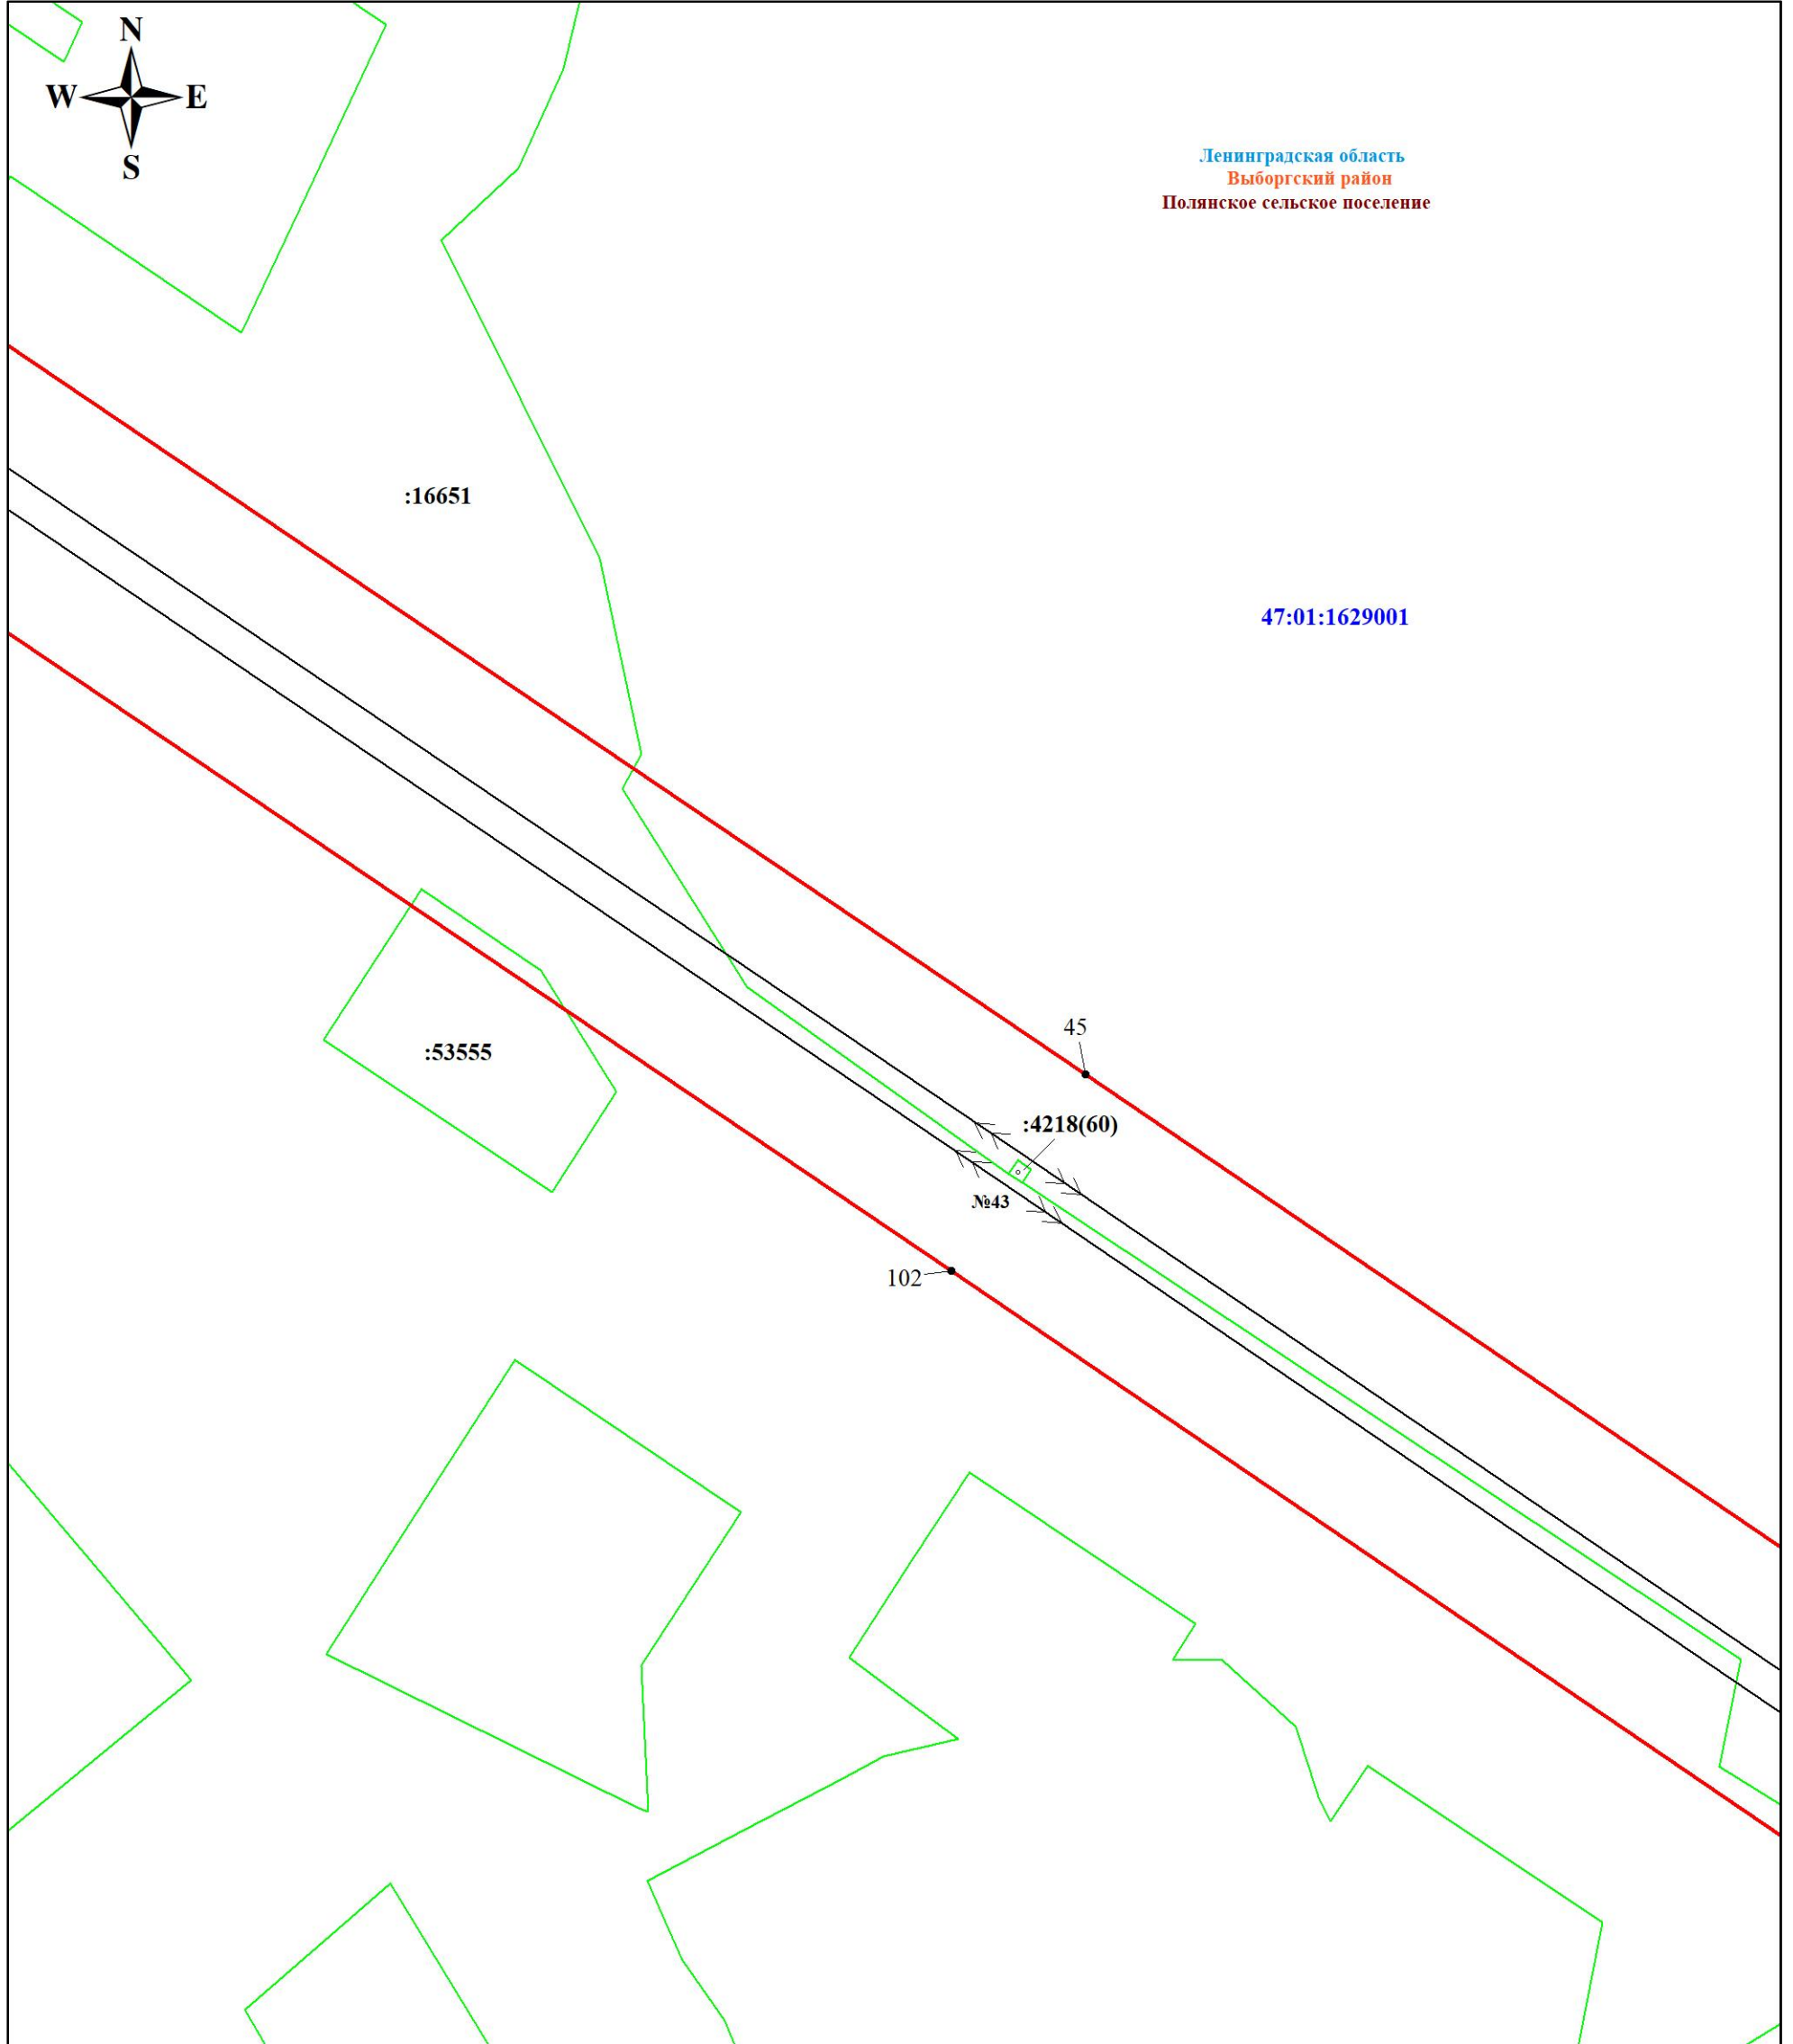 N
W E
S
Ленинградская область
Выборгский район
Полянское сельское поселение
:16651
47:01:1629001
45
:53555
:4218(60)
№43
102